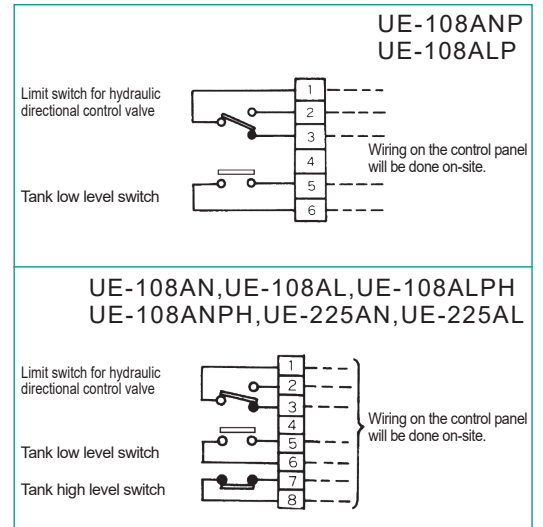 UE-108ANP
UE-108ALP
Limit switch for hydraulic
directional control valve
1
2
3
4
5
6
Wiring on the control panel
will be done on-site.
Tank low level switch
UE-108AN,UE-108AL,UE-108ALPH
UE-108ANPH,UE-225AN,UE-225AL
Limit switch for hydraulic
directional control valve
1
2
3
4
5
6
7
8
Wiring on the control panel
will be done on-site.
Tank low level switch
Tank high level switch